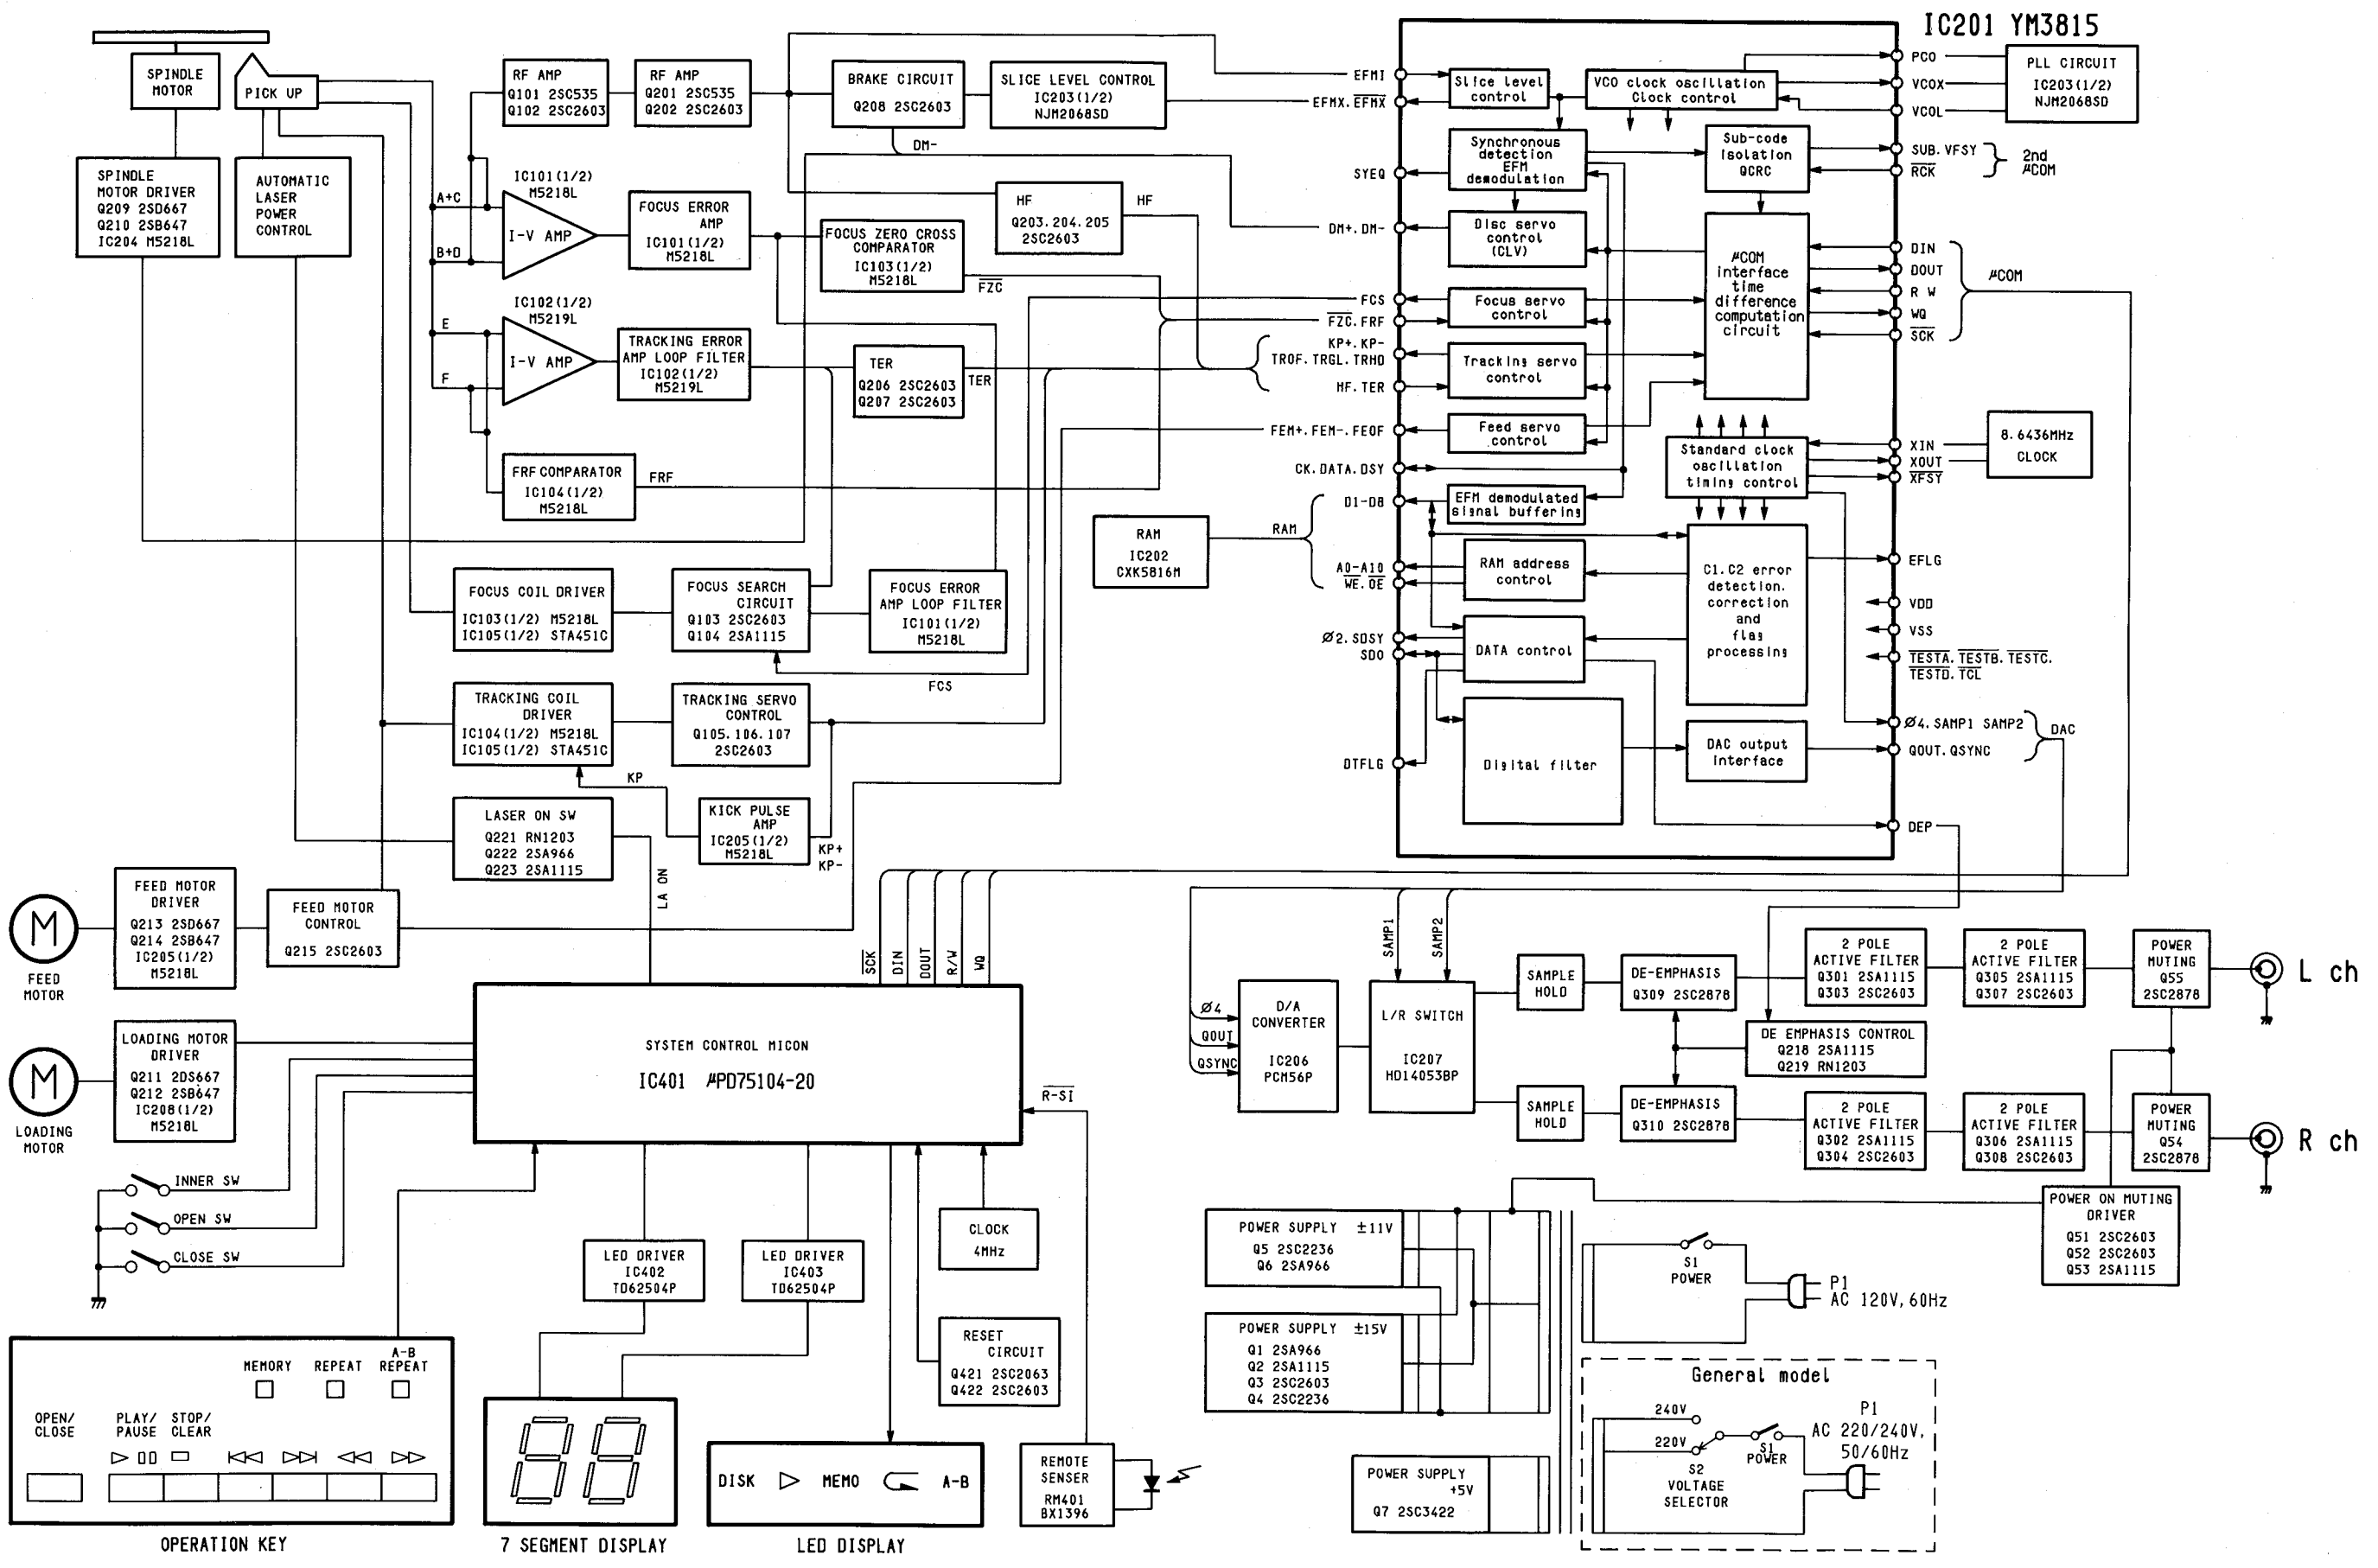 IC201 YM3815
SPINDLE
MOTOR
PICK UP
RF AMP
Q101 2SC535
Q102 2SC2603
RF AMP
Q201 2SC535
Q202 2SC2603
BRAKE CIRCUIT
Q208 2SC2603
SLICE LEVEL CONTROL
IC203(1/2)
NJM2068SD
DM-
SPINDLE
MOTOR DRIVER
Q209 2SD667
Q210 2SB647
IC204 M5218L
AUTOMATIC
LASER
POWER
CONTROL
A+C
B+D
IC101(1/2)
M5218L
I-V AMP
FOCUS ERROR
AMP
IC101(1/2)
M5218L
FOCUS ZERO CROSS
COMPARATOR
IC103(1/2)
M5218L
FZC
HF
Q203.204.205
2SC2603
HF
E
F
IC102(1/2)
M5219L
I-V AMP
TRACKING ERROR
AMP LOOP FILTER
IC102(1/2)
M5219L
TER
Q206 2SC2603
Q207 2SC2603
TER
FRF COMPARATOR
IC104(1/2)
M5218L
FRF
FOCUS COIL DRIVER
IC103(1/2) M5218L
IC105(1/2) STA451C
FOCUS SEARCH
CIRCUIT
Q103 2SC2603
Q104 2SA1115
FOCUS ERROR
AMP LOOP FILTER
IC101(1/2)
M5218L
FCS
TRACKING COIL
DRIVER
IC104(1/2) M5218L
IC105(1/2) STA451C
TRACKING SERVO
CONTROL
Q105.106.107
2SC2603
KP
LASER ON SW
Q221 RN1203
Q222 2SA966
Q223 2SA1115
KICK PULSE
AMP
IC205(1/2)
M5218L
KP+
KP-
LA ON
EFMI
EFMX.EFMX
SYEQ
DM+.DM-
FCS
FZC.FRF
KP+.KP-
TROF.TRGL.TRHD
HF.TER
FEM+.FEM-.FEOF
CK.DATA.DSY
D1-D8
RAM
A0-A10
WE.OE
Ø2.SDSY
SDO
DTFLG
RAM
IC202
CXK5816M
Slice level
control
VCO clock oscillation
Clock control
Synchronous
detection
EFM
demodulation
Sub-code
isolation
QCRC
Disc servo
control
(CLV)
µCOM
interface
time
difference
computation
circuit
Focus servo
control
Tracking servo
control
Feed servo
control
Standard clock
oscillation
timing control
EFM demodulated
signal buffering
RAM address
control
C1.C2 error
detection.
correction
and
flag
processing
DATA control
Digital filter
DAC output
interface
PCO
VCOX
VCOL
PLL CIRCUIT
IC203(1/2)
NJM2068SD
SUB.VFSY
RCK
2nd
µCOM
DIN
DOUT
R W
WQ
SCK
µCOM
XIN
XOUT
XFSY
8.6436MHz
CLOCK
EFLG
VDD
VSS
TESTA.TESTB.TESTC.
TESTD.TCL
Ø4.SAMP1 SAMP2
QOUT.QSYNC
DAC
DEP
FEED
MOTOR
M
FEED MOTOR
DRIVER
Q213 2SD667
Q214 2SB647
IC205(1/2)
M5218L
FEED MOTOR
CONTROL
Q215 2SC2603
LOADING
MOTOR
M
LOADING MOTOR
DRIVER
Q211 2DS667
Q212 2SB647
IC208(1/2)
M5218L
SCK
DIN
DOUT
R/W
WQ
SYSTEM CONTROL MICON
IC401 µPD75104-20
R-SI
INNER SW
OPEN SW
CLOSE SW
LED DRIVER
IC402
TD62504P
LED DRIVER
IC403
TD62504P
CLOCK
4MHz
RESET
CIRCUIT
Q421 2SC2063
Q422 2SC2603
MEMORY
REPEAT
A-B
REPEAT
OPEN/
CLOSE
PLAY/
PAUSE
STOP/
CLEAR
OPERATION KEY
7 SEGMENT DISPLAY
DISK
MEMO
A-B
LED DISPLAY
REMOTE
SENSER
RM401
BX1396
SAMP1
SAMP2
Ø4
QOUT
QSYNC
D/A
CONVERTER
IC206
PCM56P
L/R SWITCH
IC207
HD14053BP
SAMPLE
HOLD
DE-EMPHASIS
Q309 2SC2878
2 POLE
ACTIVE FILTER
Q301 2SA1115
Q303 2SC2603
2 POLE
ACTIVE FILTER
Q305 2SA1115
Q307 2SC2603
POWER
MUTING
Q55
2SC2878
L ch
DE EMPHASIS CONTROL
Q218 2SA1115
Q219 RN1203
SAMPLE
HOLD
DE-EMPHASIS
Q310 2SC2878
2 POLE
ACTIVE FILTER
Q302 2SA1115
Q304 2SC2603
2 POLE
ACTIVE FILTER
Q306 2SA1115
Q308 2SC2603
POWER
MUTING
Q54
2SC2878
R ch
POWER ON MUTING
DRIVER
Q51 2SC2603
Q52 2SC2603
Q53 2SA1115
POWER SUPPLY ±11V
Q5 2SC2236
Q6 2SA966
POWER SUPPLY ±15V
Q1 2SA966
Q2 2SA1115
Q3 2SC2603
Q4 2SC2236
POWER SUPPLY
+5V
Q7 2SC3422
S1
POWER
P1
AC 120V,60Hz
General model
240V
220V
S2
VOLTAGE
SELECTOR
S1
POWER
P1
AC 220/240V,
50/60Hz